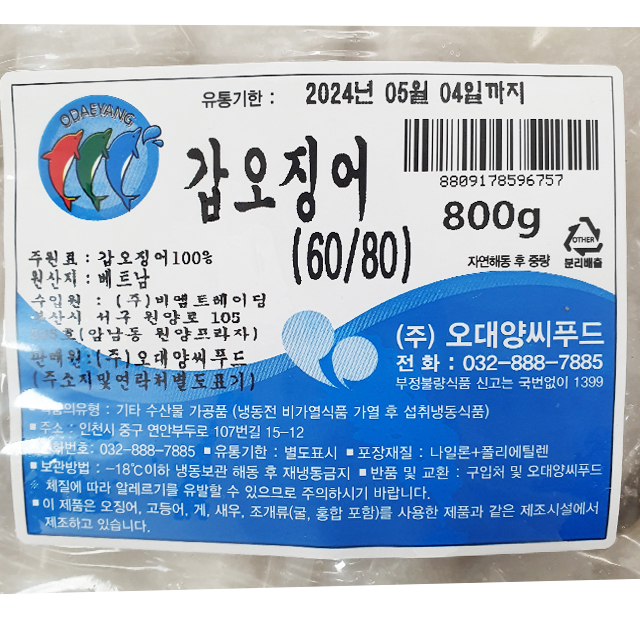 유통기한 : 2024년 05월 04일까지
ODAEYANG
갑오징어
(60/80)
8809178596757
800g
자연해동 후 중량
OTHER
분리배출
주원료 : 갑오징어100%
원산지 : 베트남
수입원 : (주)비엠트레이딩
부산시 서구 원양로 105
호(암남동 원양프라자)
판매원:(주)오대양씨푸드
(주소지및연락처별도표기)
(주) 오대양씨푸드
전 화 : 032-888-7885
부정불량식품 신고는 국번없이 1399
식품의유형 : 기타 수산물 가공품 (냉동전 비가열식품 가열 후 섭취냉동식품)
■ 주소 : 인천시 중구 연안부두로 107번길 15-12
전화번호: 032-888-7885 ■ 유통기한 : 별도표시 ■ 포장재질 : 나일론+폴리에틸렌
■ 보관방법 : -18℃이하 냉동보관 해동 후 재냉동금지 ■ 반품 및 교환 : 구입처 및 오대양씨푸드
※ 체질에 따라 알레르기를 유발할 수 있으므로 주의하시기 바랍니다.
■ 이 제품은 오징어, 고등어, 게, 새우, 조개류(굴, 홍합 포함)를 사용한 제품과 같은 제조시설에서
제조하고 있습니다.